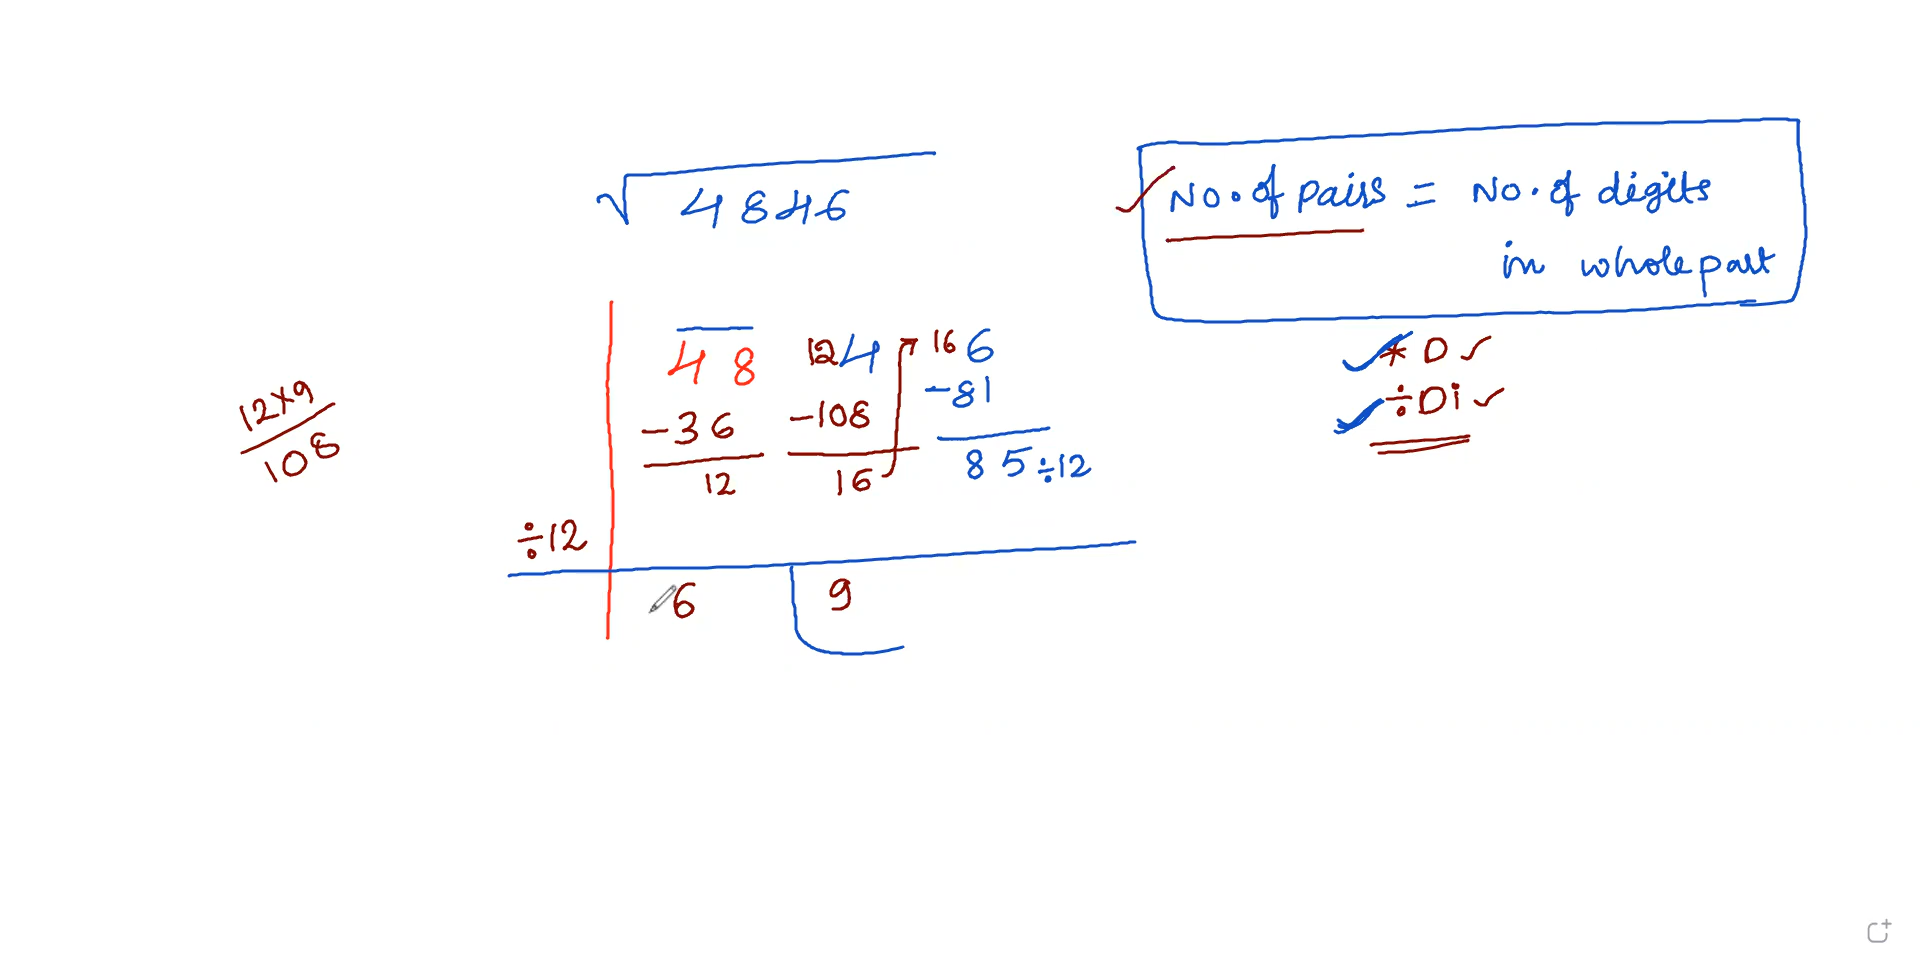 √4846
No. of pairs = No. of digits
in whole part
* D ✓
÷Di ✓
48 124 166
-36 -108 -81
12 16 85 ÷12
12×9
108
÷12
6 9